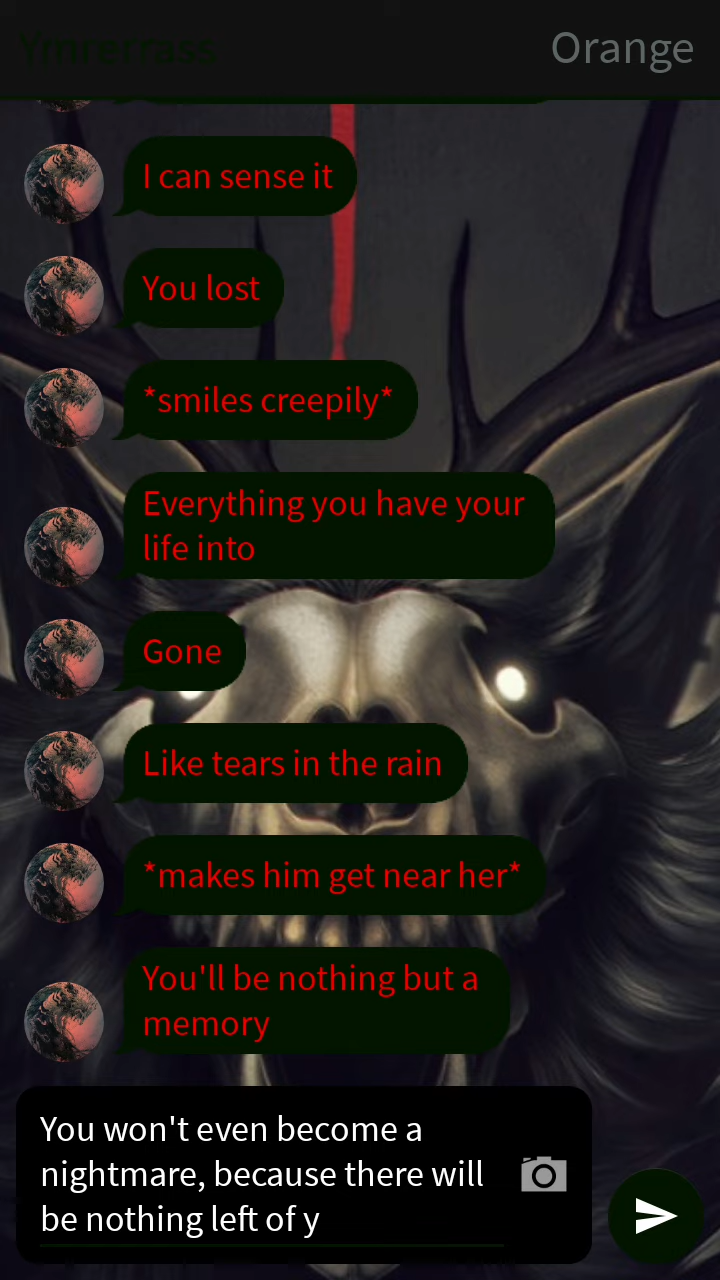 Orange
I can sense it
You lost
*smiles creepily*
Everything you have your
life into
Gone
Like tears in the rain
*makes him get near her*
You'll be nothing but a
memory
You won't even become a
nightmare, because there will
be nothing left of y